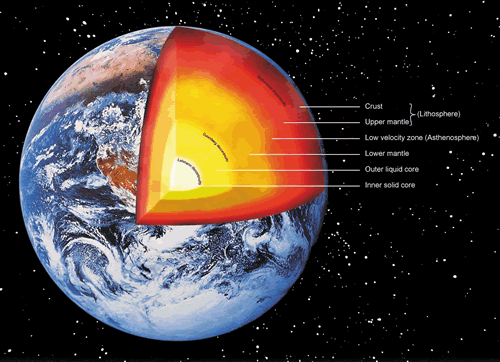 Crust
(Lithosphere)
Upper mantle
Low velocity zone (Asthenosphere)
Lower mantle
Outer liquid core
Inner solid core